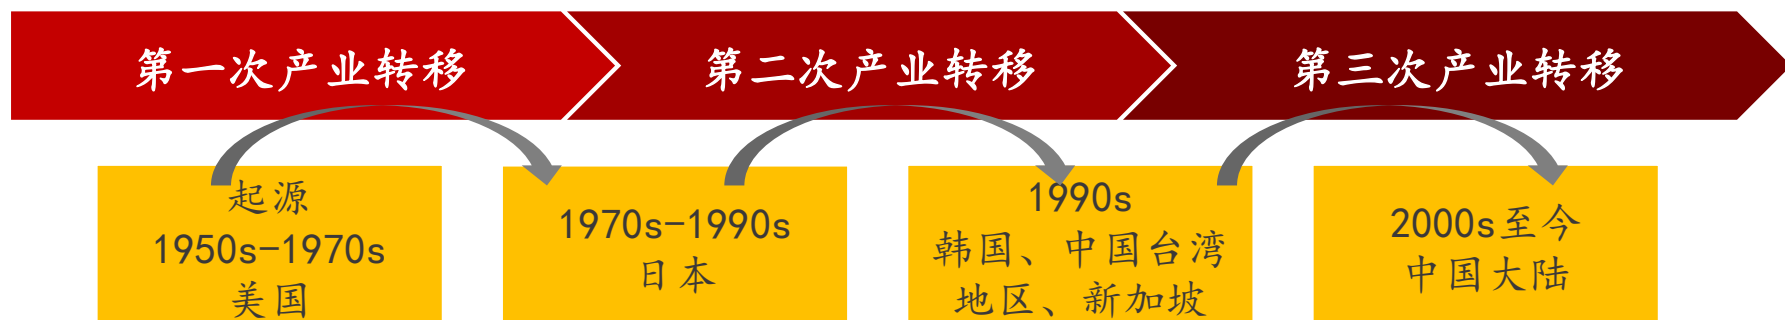 第一次产业转移
第二次产业转移
第三次产业转移
起源
1950s-1970s
美国
1970s-1990s
日本
1990s
韩国、中国台湾
地区、新加坡
2000s至今
中国大陆